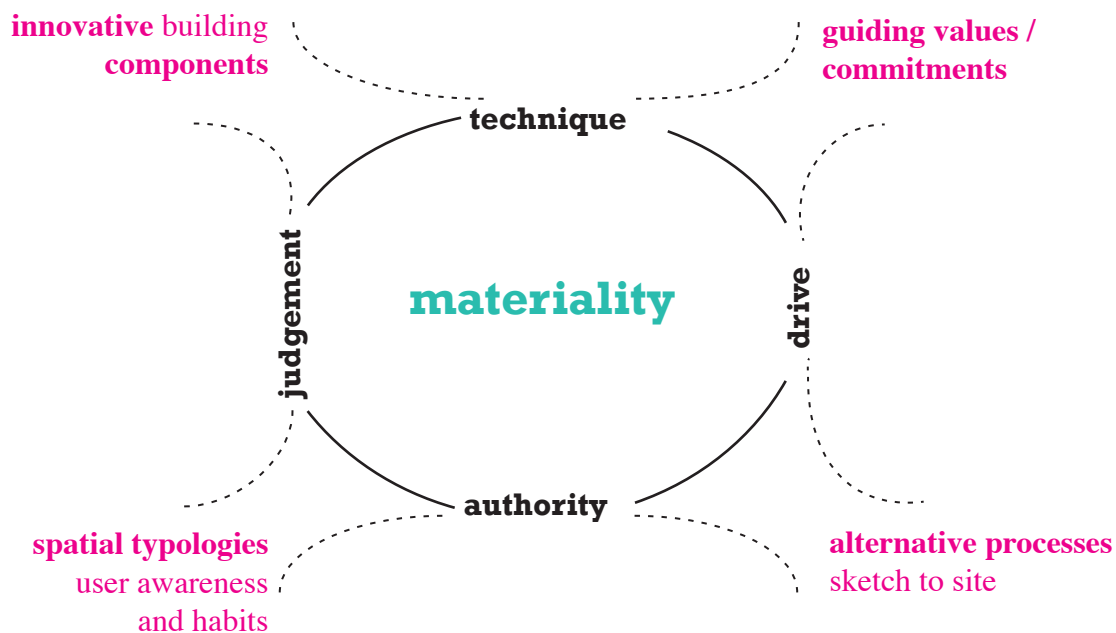 innovative building
components
guiding values /
commitments
technique
judgement
materiality
drive
authority
spatial typologies
user awareness
and habits
alternative processes
sketch to site